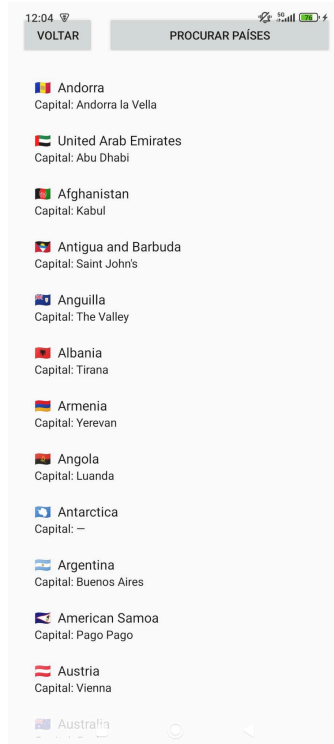 12:04
5G
76
VOLTAR
PROCURAR PAÍSES
Andorra
Capital: Andorra la Vella
United Arab Emirates
Capital: Abu Dhabi
Afghanistan
Capital: Kabul
Antigua and Barbuda
Capital: Saint John's
Anguilla
Capital: The Valley
Albania
Capital: Tirana
Armenia
Capital: Yerevan
Angola
Capital: Luanda
Antarctica
Capital: —
Argentina
Capital: Buenos Aires
American Samoa
Capital: Pago Pago
Austria
Capital: Vienna
Australia